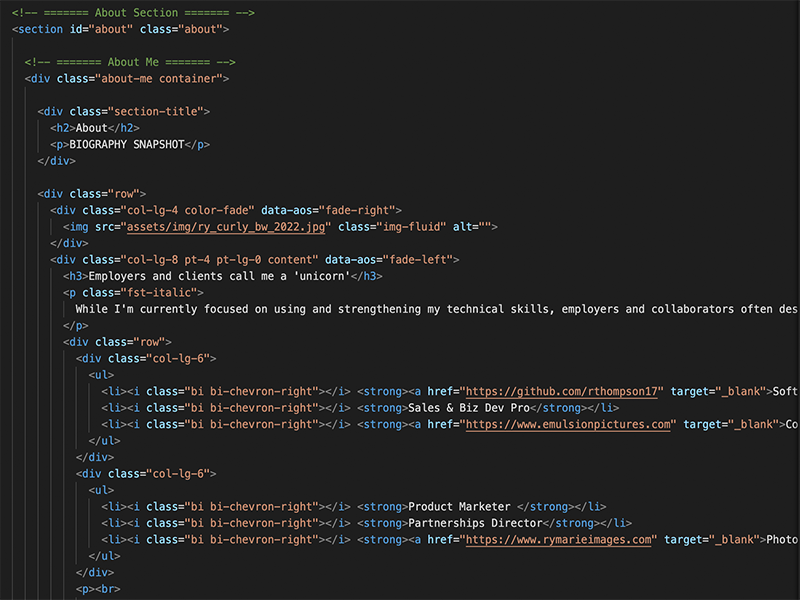 <!-- ======= About Section ======= -->
<section id="about" class="about">
<!-- ======= About Me ======= -->
<div class="about-me container">
<div class="section-title">
<h2>About</h2>
<p>BIOGRAPHY SNAPSHOT</p>
</div>
<div class="row">
<div class="col-lg-4 color-fade" data-aos="fade-right">
<img src="assets/img/ry_curly_bw_2022.jpg" class="img-fluid" alt="">
</div>
<div class="col-lg-8 pt-4 pt-lg-0 content" data-aos="fade-left">
<h3>Employers and clients call me a 'unicorn'</h3>
<p class="fst-italic">
While I'm currently focused on using and strengthening my technical skills, employers and collaborators often des
</p>
<div class="row">
<div class="col-lg-6">
<ul>
<li><i class="bi bi-chevron-right"></i> <strong><a href="https://github.com/rthompson17" target="_blank">Soft
<li><i class="bi bi-chevron-right"></i> <strong>Sales & Biz Dev Pro</strong></li>
<li><i class="bi bi-chevron-right"></i> <strong><a href="https://www.emulsionpictures.com" target="_blank">Co
</ul>
</div>
<div class="col-lg-6">
<ul>
<li><i class="bi bi-chevron-right"></i> <strong>Product Marketer </strong></li>
<li><i class="bi bi-chevron-right"></i> <strong>Partnerships Director</strong></li>
<li><i class="bi bi-chevron-right"></i> <strong><a href="https://www.rymarieimages.com" target="_blank">Photo
</ul>
</div>
<p><br>